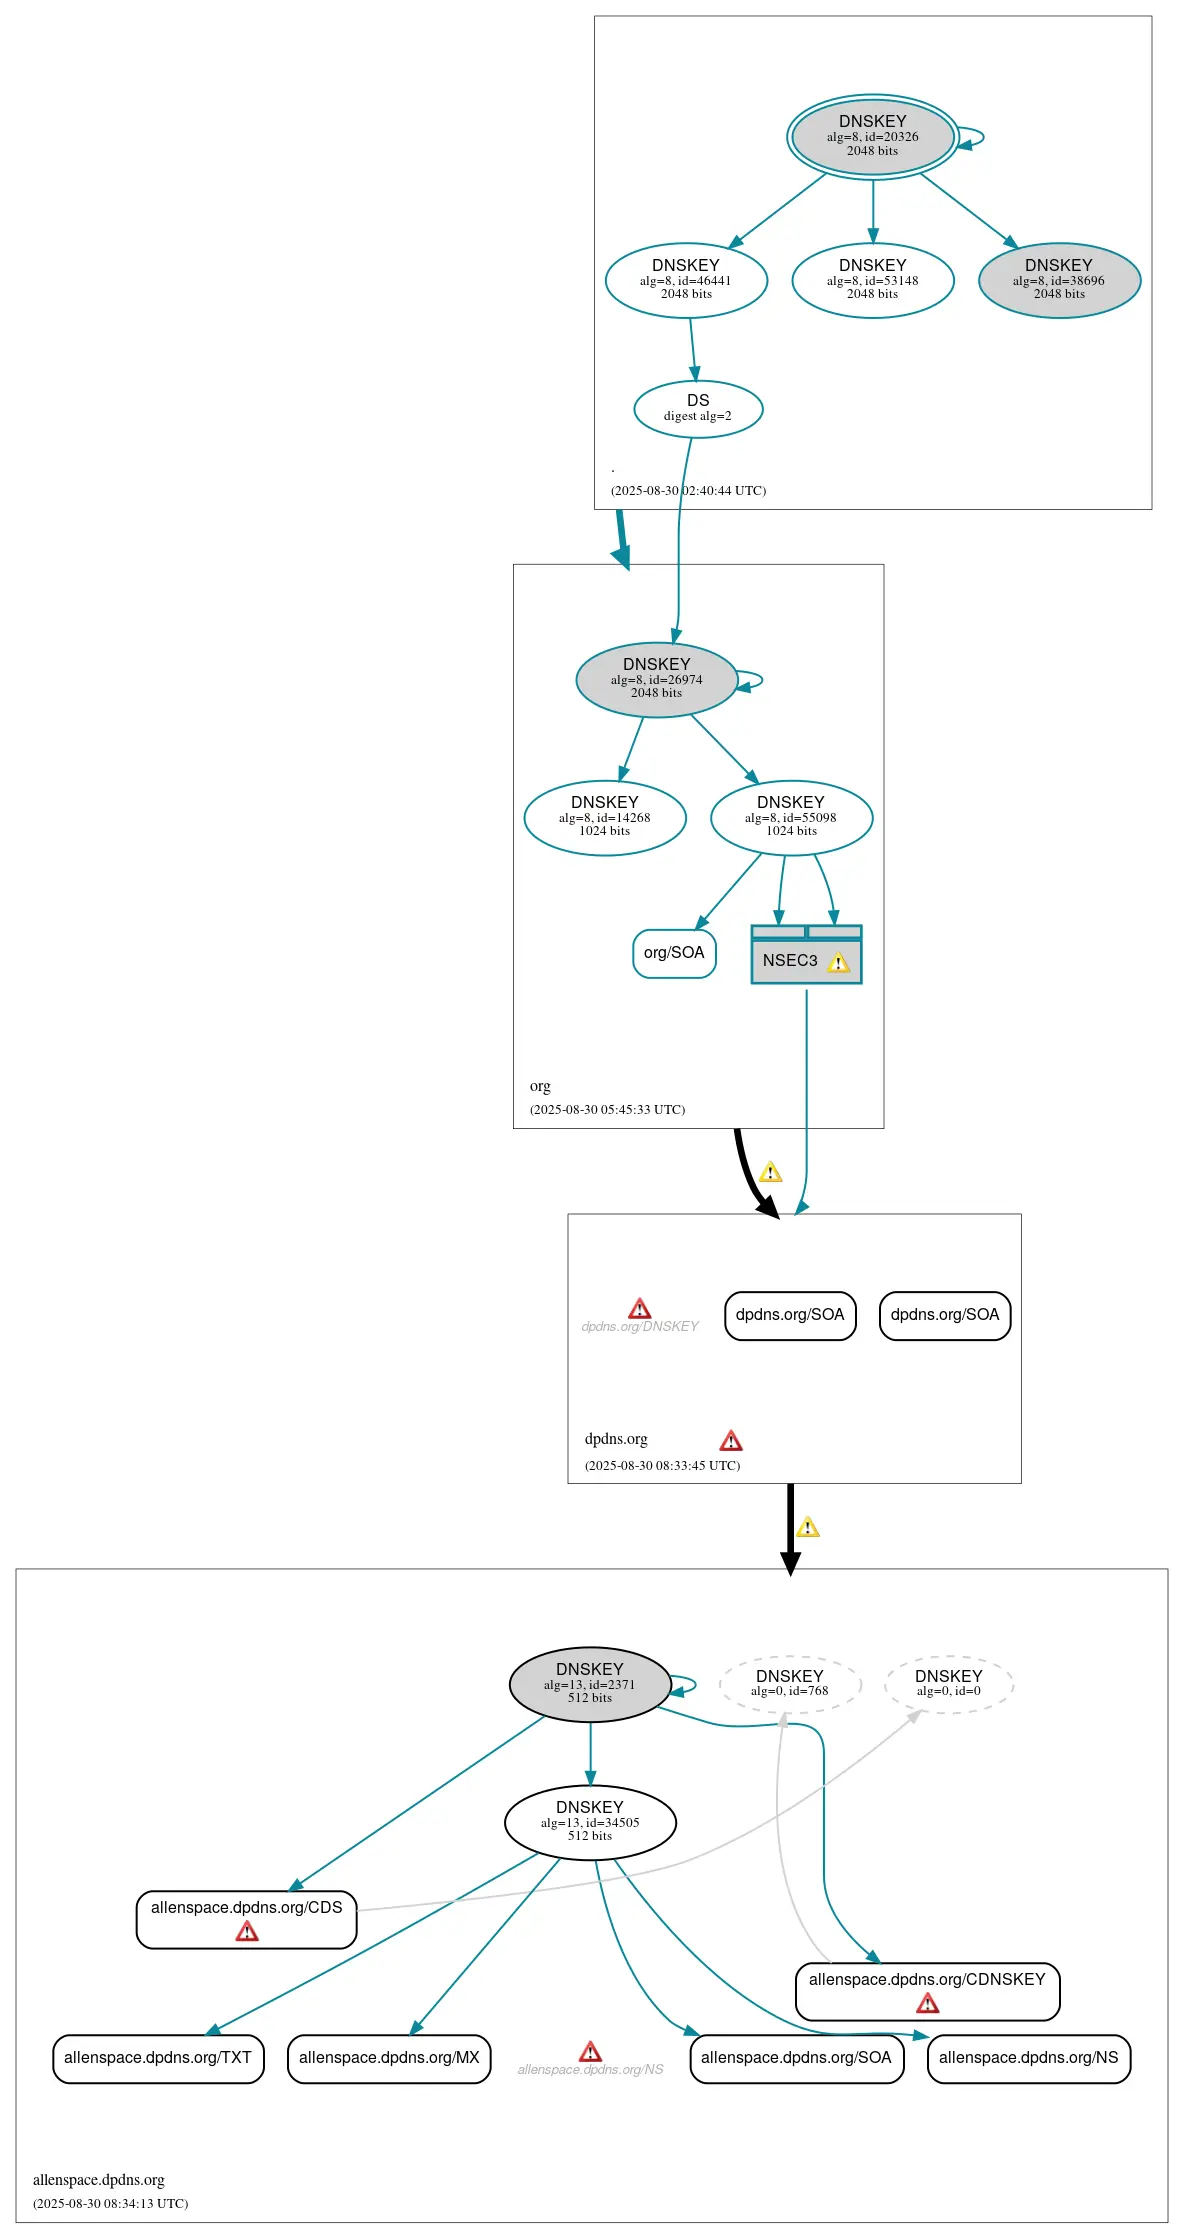 DNSKEY
alg=8, id=20326
2048 bits
DNSKEY
alg=8, id=46441
2048 bits
DNSKEY
alg=8, id=53148
2048 bits
DNSKEY
alg=8, id=38696
2048 bits
DS
digest alg=2
.
(2025-08-30 02:40:44 UTC)
DNSKEY
alg=8, id=26974
2048 bits
DNSKEY
alg=8, id=14268
1024 bits
DNSKEY
alg=8, id=55098
1024 bits
org/SOA
NSEC3
org
(2025-08-30 05:45:33 UTC)
dpdns.org/DNSKEY
dpdns.org/SOA
dpdns.org/SOA
dpdns.org
(2025-08-30 08:33:45 UTC)
DNSKEY
alg=13, id=2371
512 bits
DNSKEY
alg=0, id=768
DNSKEY
alg=0, id=0
DNSKEY
alg=13, id=34505
512 bits
allenspace.dpdns.org/CDS
allenspace.dpdns.org/CDNSKEY
allenspace.dpdns.org/TXT
allenspace.dpdns.org/MX
allenspace.dpdns.org/NS
allenspace.dpdns.org/SOA
allenspace.dpdns.org/NS
allenspace.dpdns.org
(2025-08-30 08:34:13 UTC)